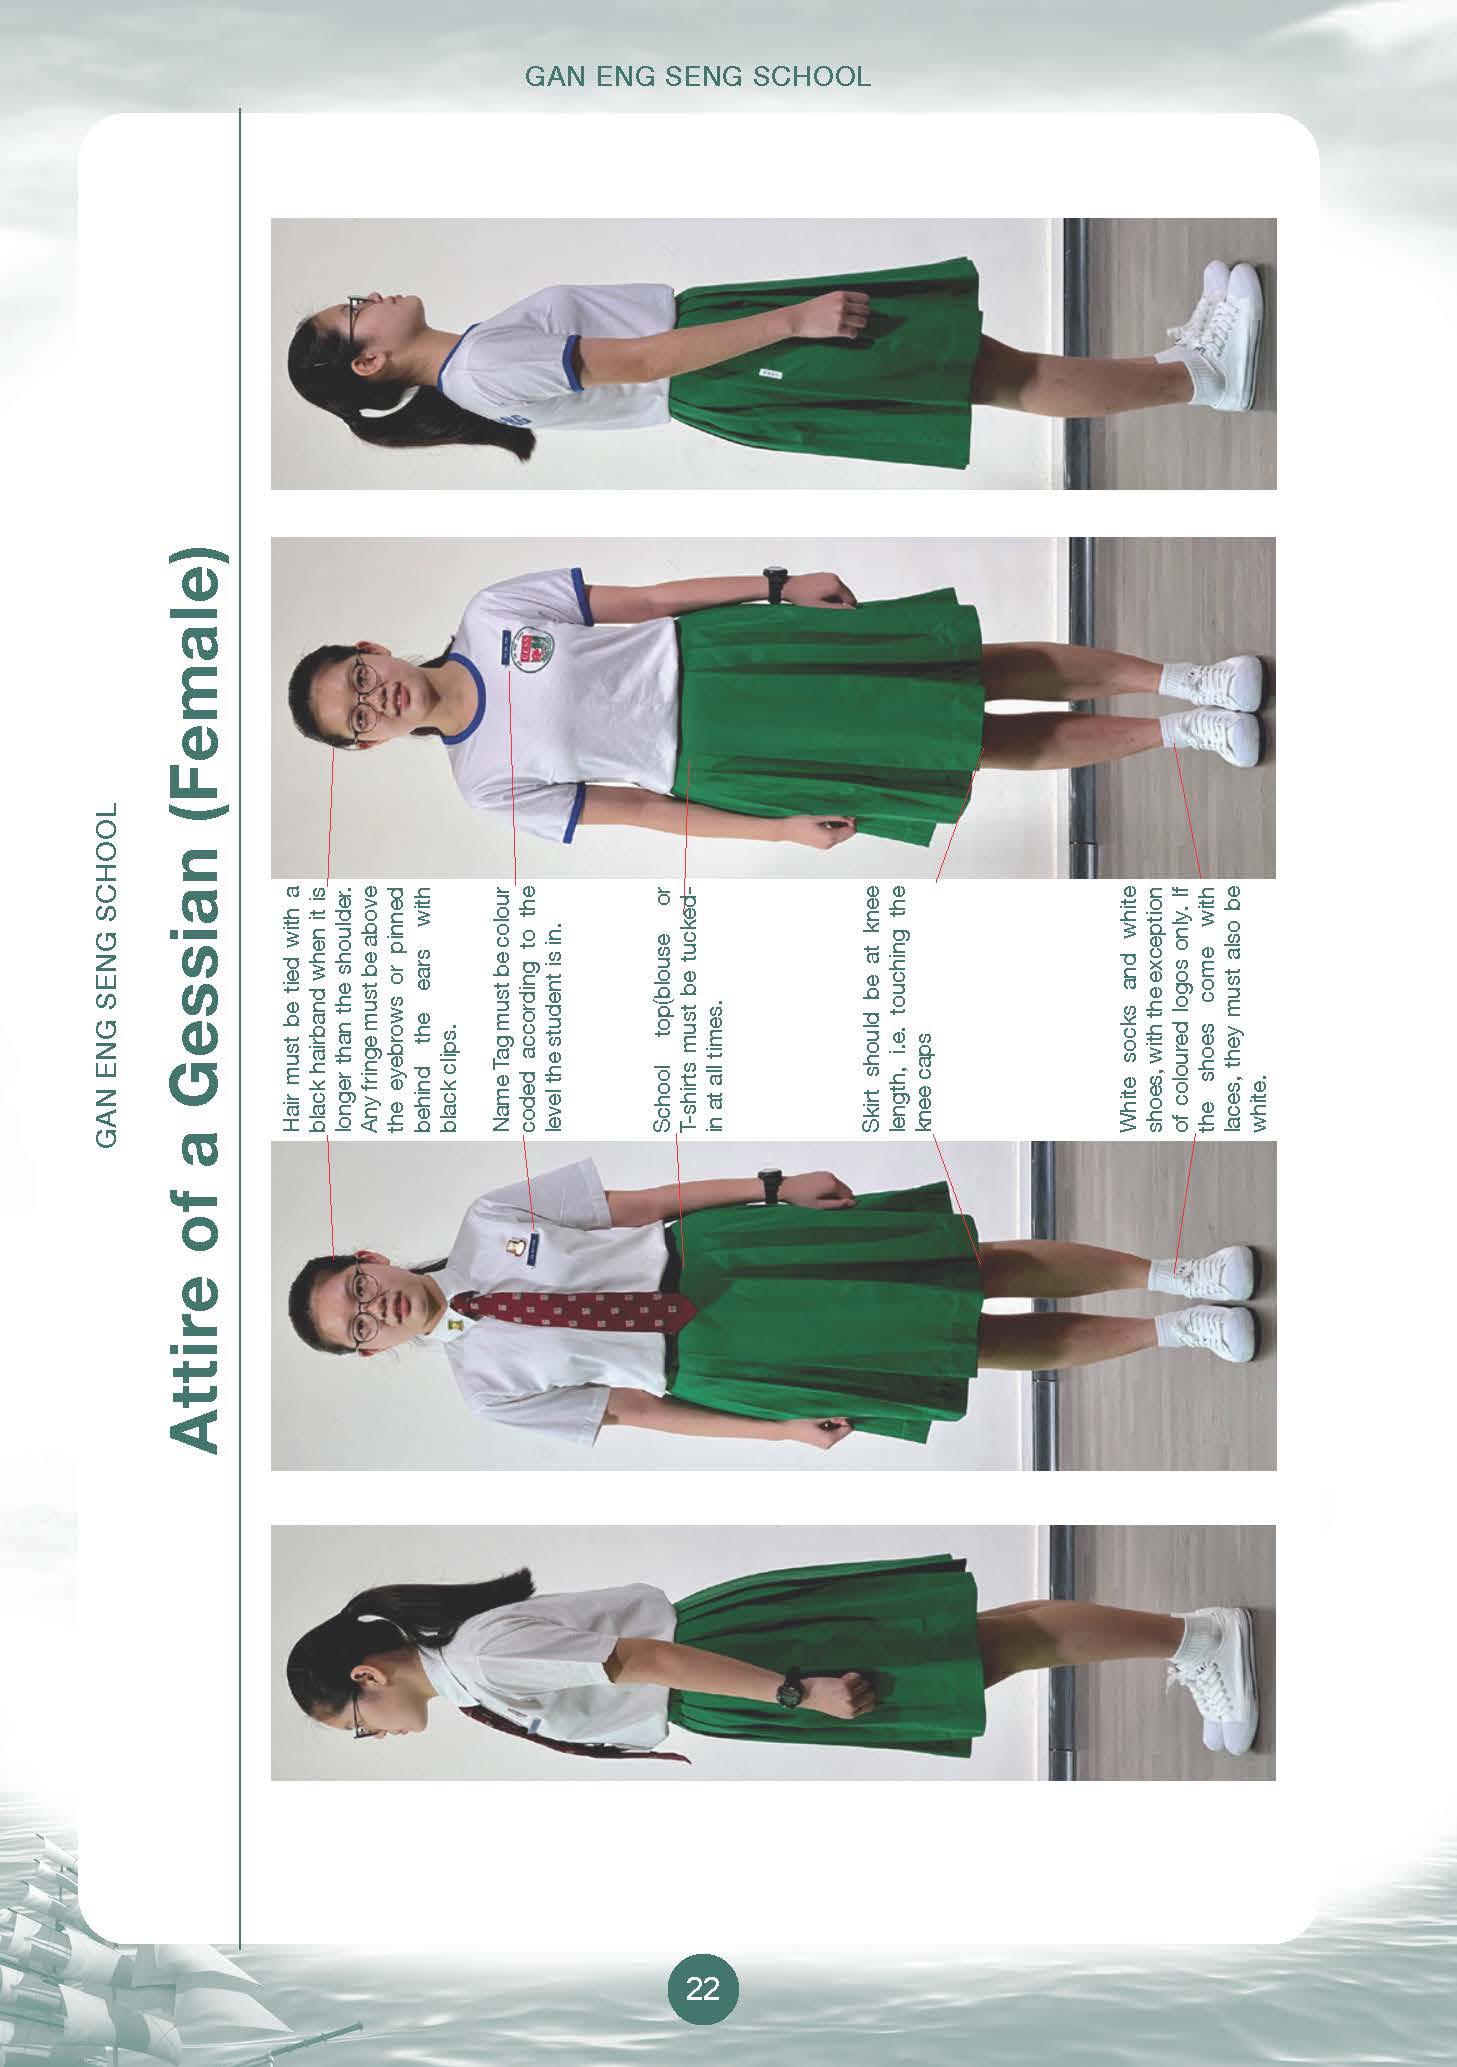 GAN ENG SENG SCHOOL
GAN ENG SENG SCHOOL
Attire of a Gessian (Female)
Hair must be tied with a
black hairband when it is
longer than the shoulder.
Any fringe must be above
the eyebrows or pinned
behind the ears with
black clips.
Name Tag must be colour
coded according to the
level the student is in.
School top(blouse or
T-shirts must be tucked-
in at all times.
Skirt should be at knee
length, i.e. touching the
knee caps
White socks and white
shoes, with the exception
of coloured logos only. If
the shoes come with
laces, they must also be
white.
22